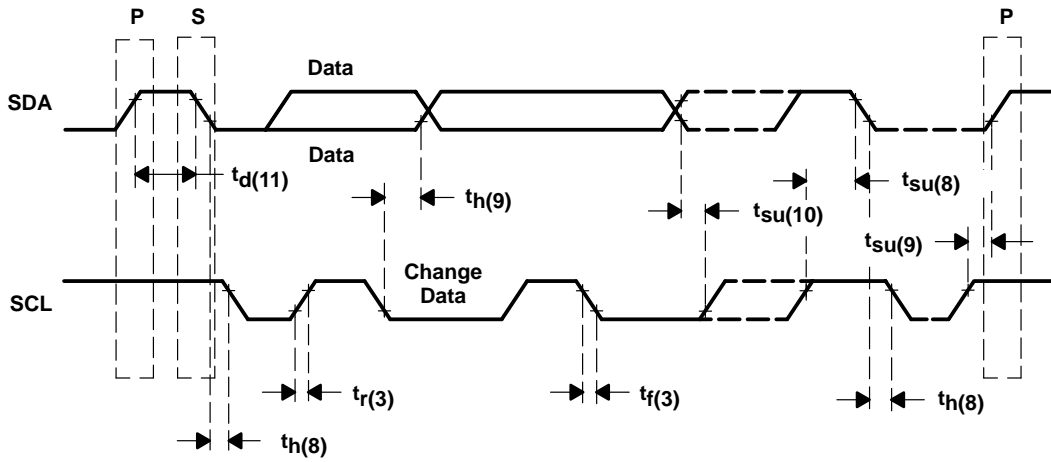 P S P
Data
SDA
Data
td(11)
th(9)
tsu(10)
tsu(8)
tsu(9)
Change
Data
SCL
tr(3)
tf(3)
th(8)
th(8)